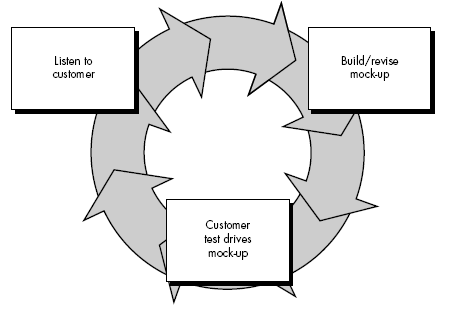 Listen to
customer
Build/revise
mock-up
Customer
test drives
mock-up